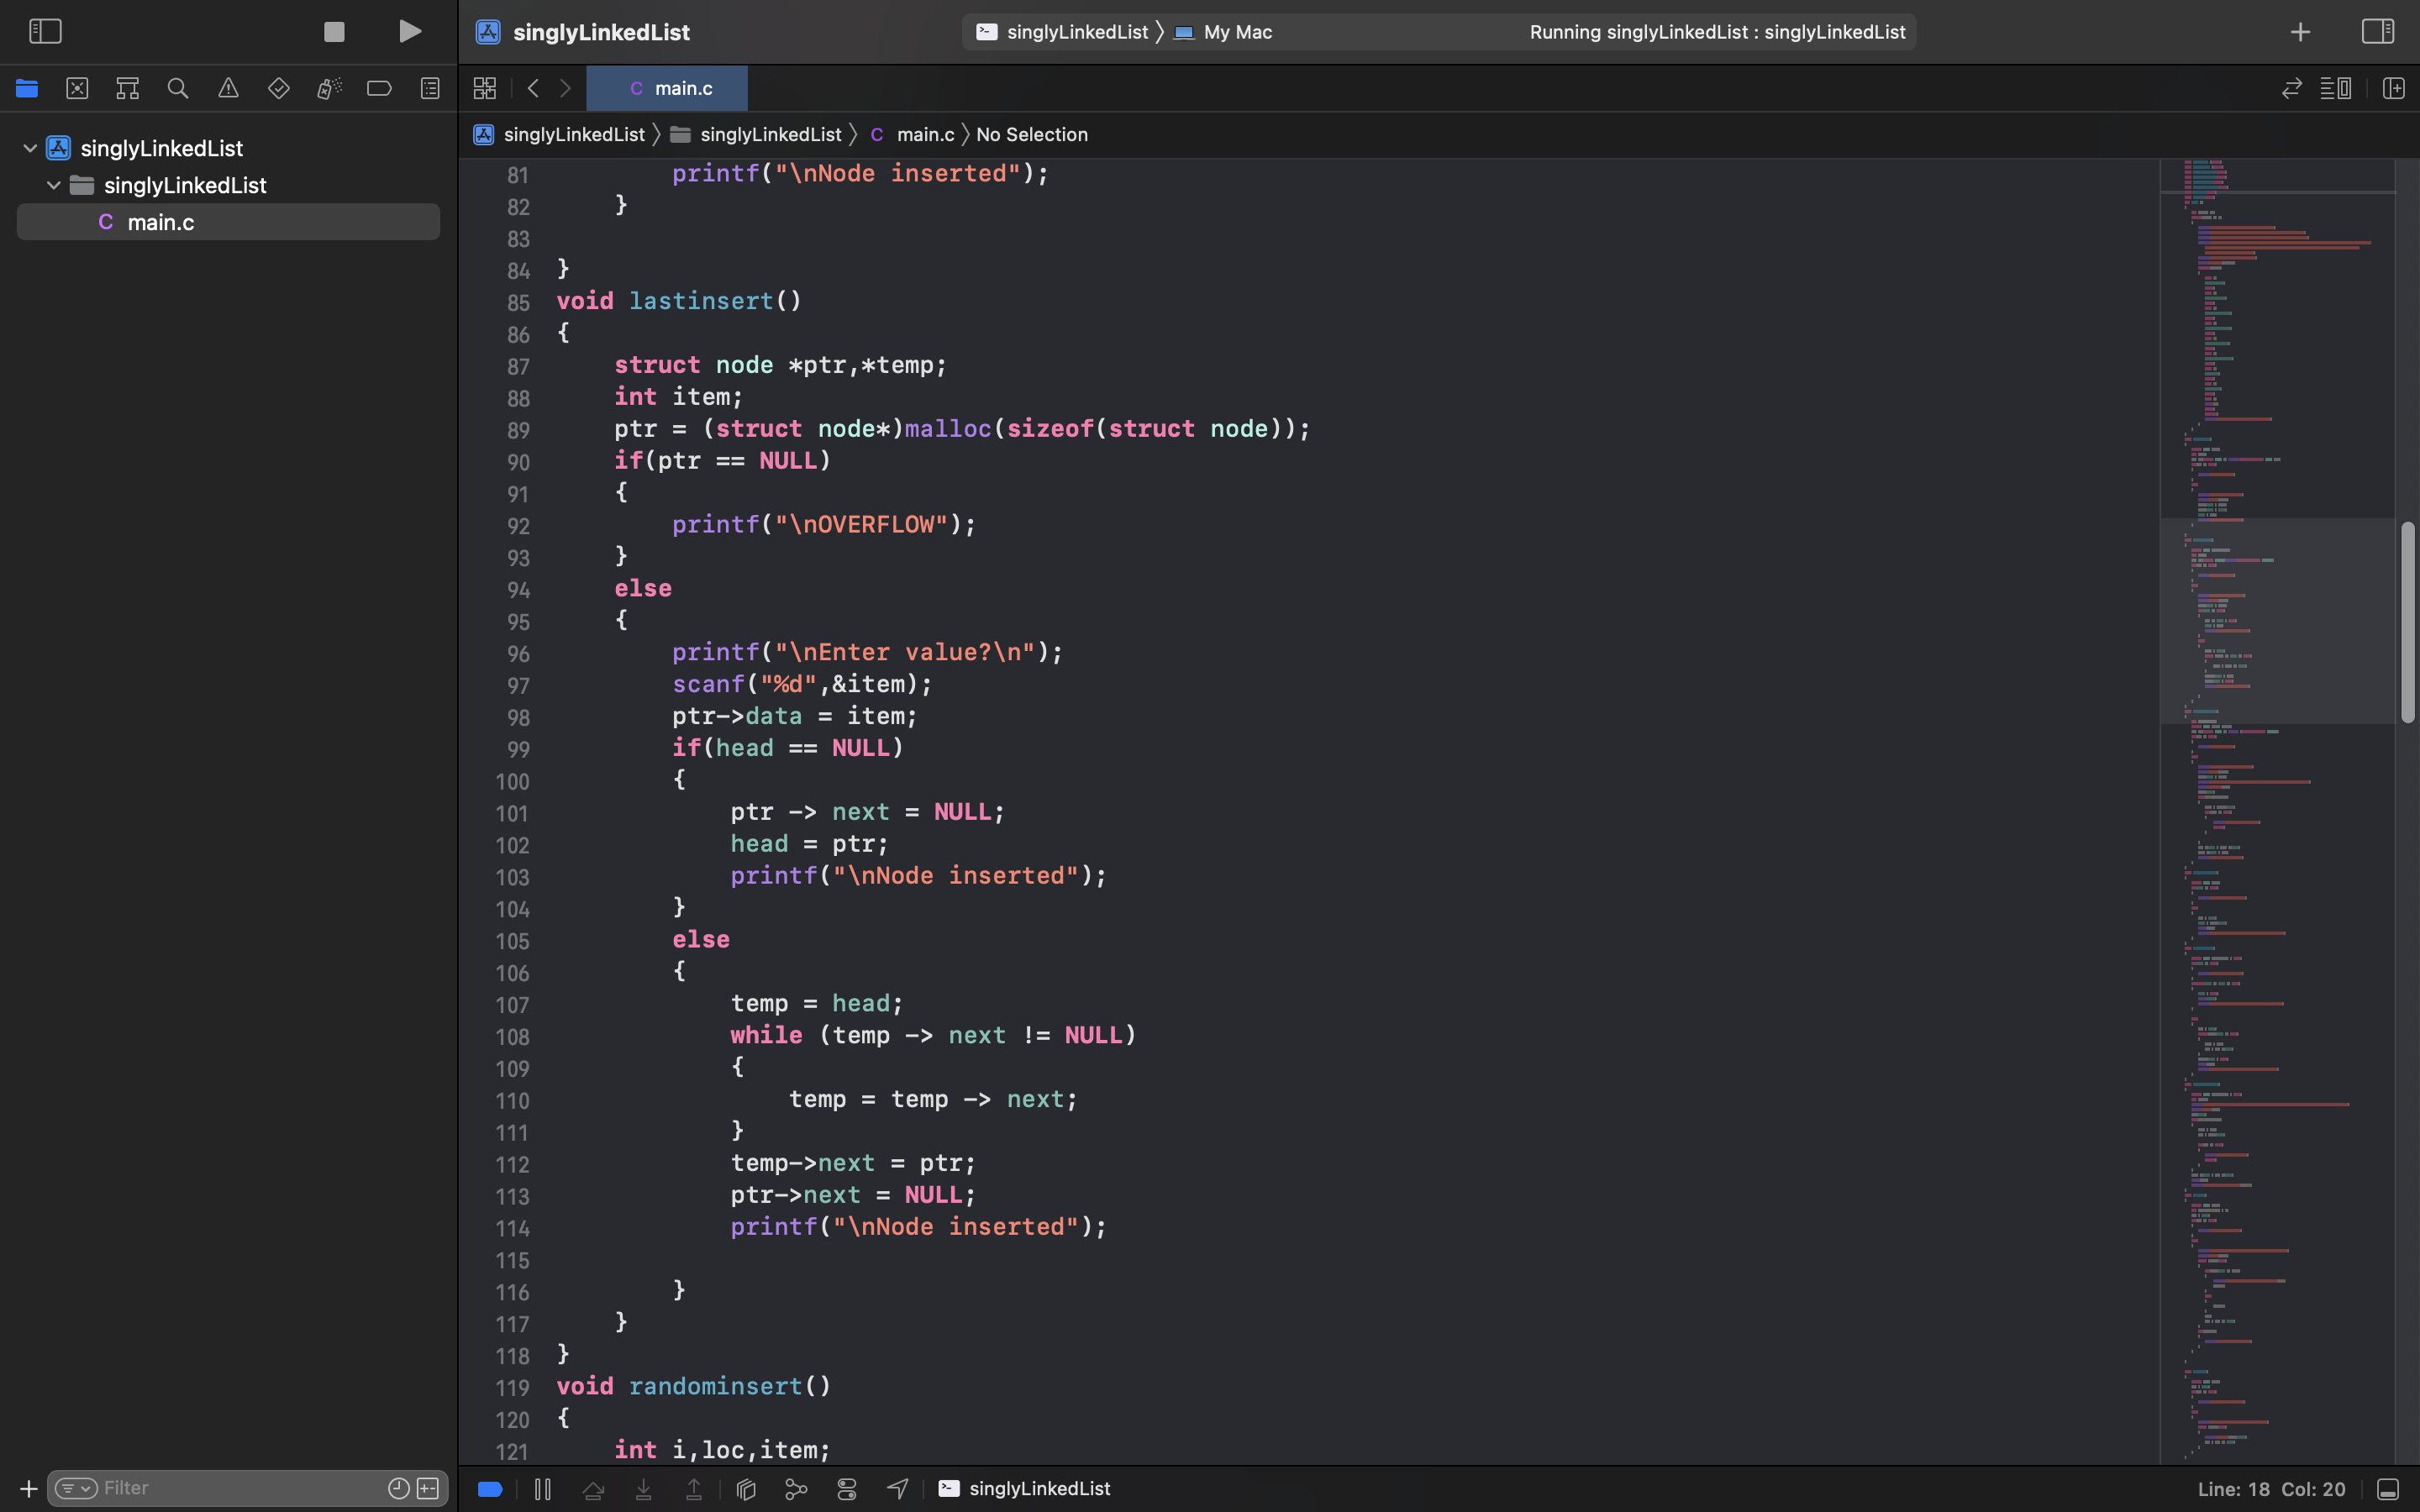 singlyLinkedList
singlyLinkedList 〉 My Mac
Running singlyLinkedList : singlyLinkedList
C main.c
singlyLinkedList 〉 singlyLinkedList 〉 C main.c 〉 No Selection
singlyLinkedList
singlyLinkedList
C main.c
81         printf("\nNode inserted");
82     }
83
84 }
85 void lastinsert()
86 {
87     struct node *ptr,*temp;
88     int item;
89     ptr = (struct node*)malloc(sizeof(struct node));
90     if(ptr == NULL)
91     {
92         printf("\nOVERFLOW");
93     }
94     else
95     {
96         printf("\nEnter value?\n");
97         scanf("%d",&item);
98         ptr->data = item;
99         if(head == NULL)
100         {
101             ptr -> next = NULL;
102             head = ptr;
103             printf("\nNode inserted");
104         }
105         else
106         {
107             temp = head;
108             while (temp -> next != NULL)
109             {
110                 temp = temp -> next;
111             }
112             temp->next = ptr;
113             ptr->next = NULL;
114             printf("\nNode inserted");
115
116         }
117     }
118 }
119 void randominsert()
120 {
121     int i,loc,item;
Filter
singlyLinkedList
Line: 18 Col: 20